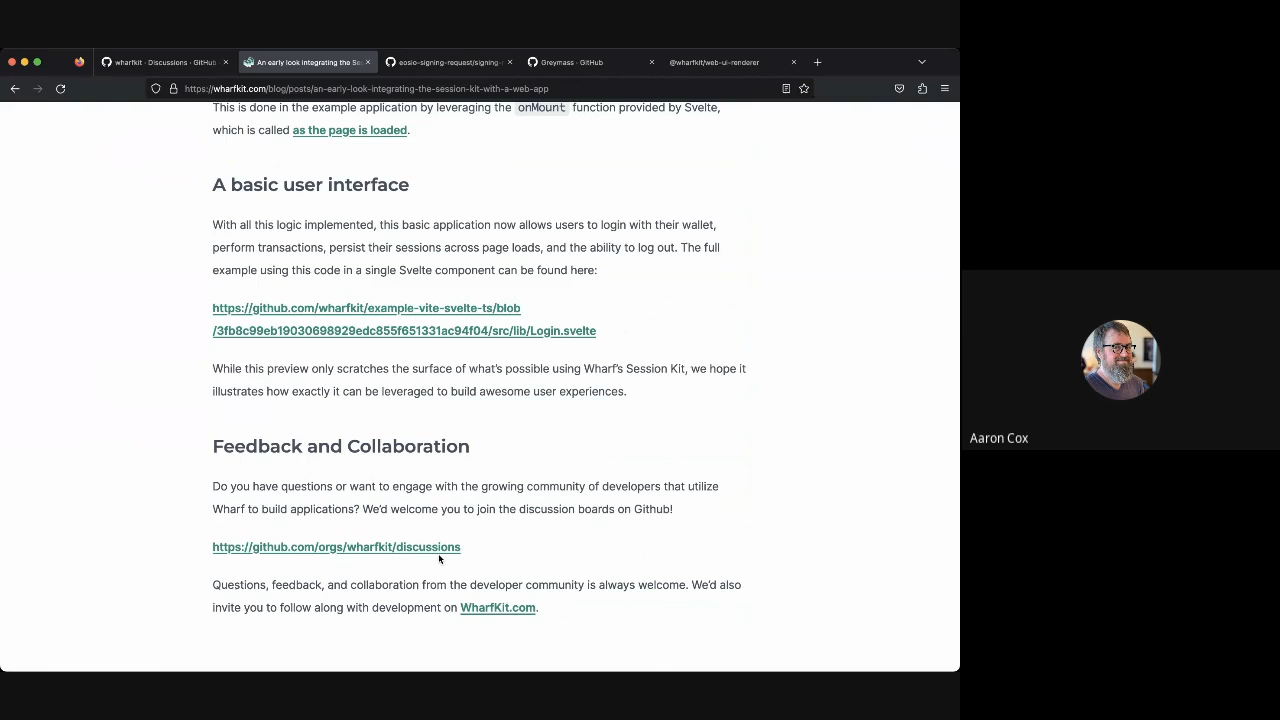 wharfkit · Discussions · GitHub
An early look integrating the Se
eosio-signing-request/signing-
Greymass · GitHub
@wharfkit/web-ui-renderer
https://wharfkit.com/blog/posts/an-early-look-integrating-the-session-kit-with-a-web-app
This is done in the example application by leveraging the onMount function provided by Svelte,
which is called as the page is loaded.
A basic user interface
With all this logic implemented, this basic application now allows users to login with their wallet,
perform transactions, persist their sessions across page loads, and the ability to log out. The full
example using this code in a single Svelte component can be found here:
https://github.com/wharfkit/example-vite-svelte-ts/blob
/3fb8c99eb19030698929edc855f651331ac94f04/src/lib/Login.svelte
While this preview only scratches the surface of what's possible using Wharf's Session Kit, we hope it
illustrates how exactly it can be leveraged to build awesome user experiences.
Feedback and Collaboration
Do you have questions or want to engage with the growing community of developers that utilize
Wharf to build applications? We'd welcome you to join the discussion boards on Github!
https://github.com/orgs/wharfkit/discussions
Questions, feedback, and collaboration from the developer community is always welcome. We'd also
invite you to follow along with development on WharfKit.com.
Aaron Cox